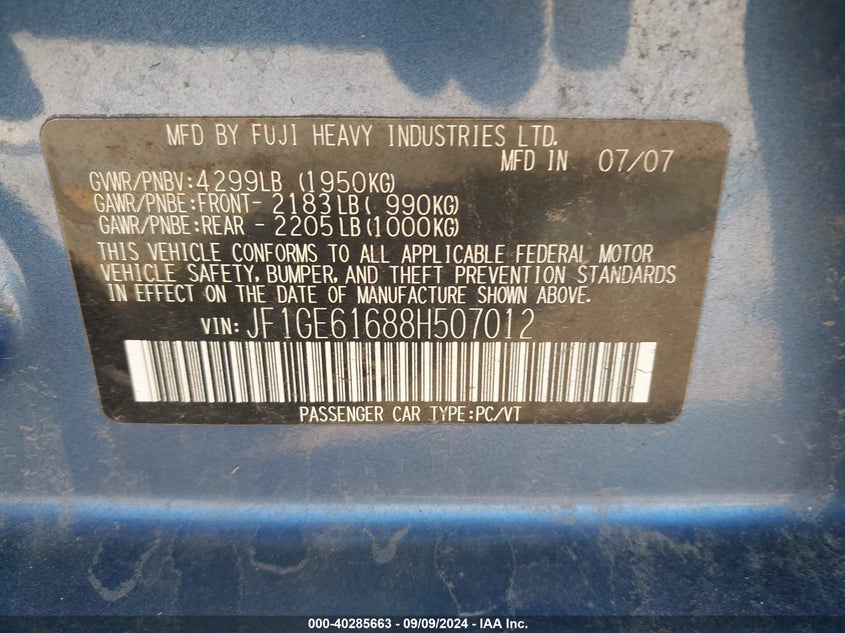 MFD BY FUJI HEAVY INDUSTRIES LTD.
MFD IN 07/07
GVWR/PNBV:4299LB (1950KG)
GAWR/PNBE:FRONT- 2183LB( 990KG)
GAWR/PNBE:REAR - 2205LB(1000KG)
THIS VEHICLE CONFORMS TO ALL APPLICABLE FEDERAL MOTOR
VEHICLE SAFETY, BUMPER, AND THEFT PREVENTION STANDARDS
IN EFFECT ON THE DATE OF MANUFACTURE SHOWN ABOVE.
VIN:JF1GE61688H507012
PASSENGER CAR TYPE:PC/VT
000-40285663 - 09/09/2024 - IAA Inc.